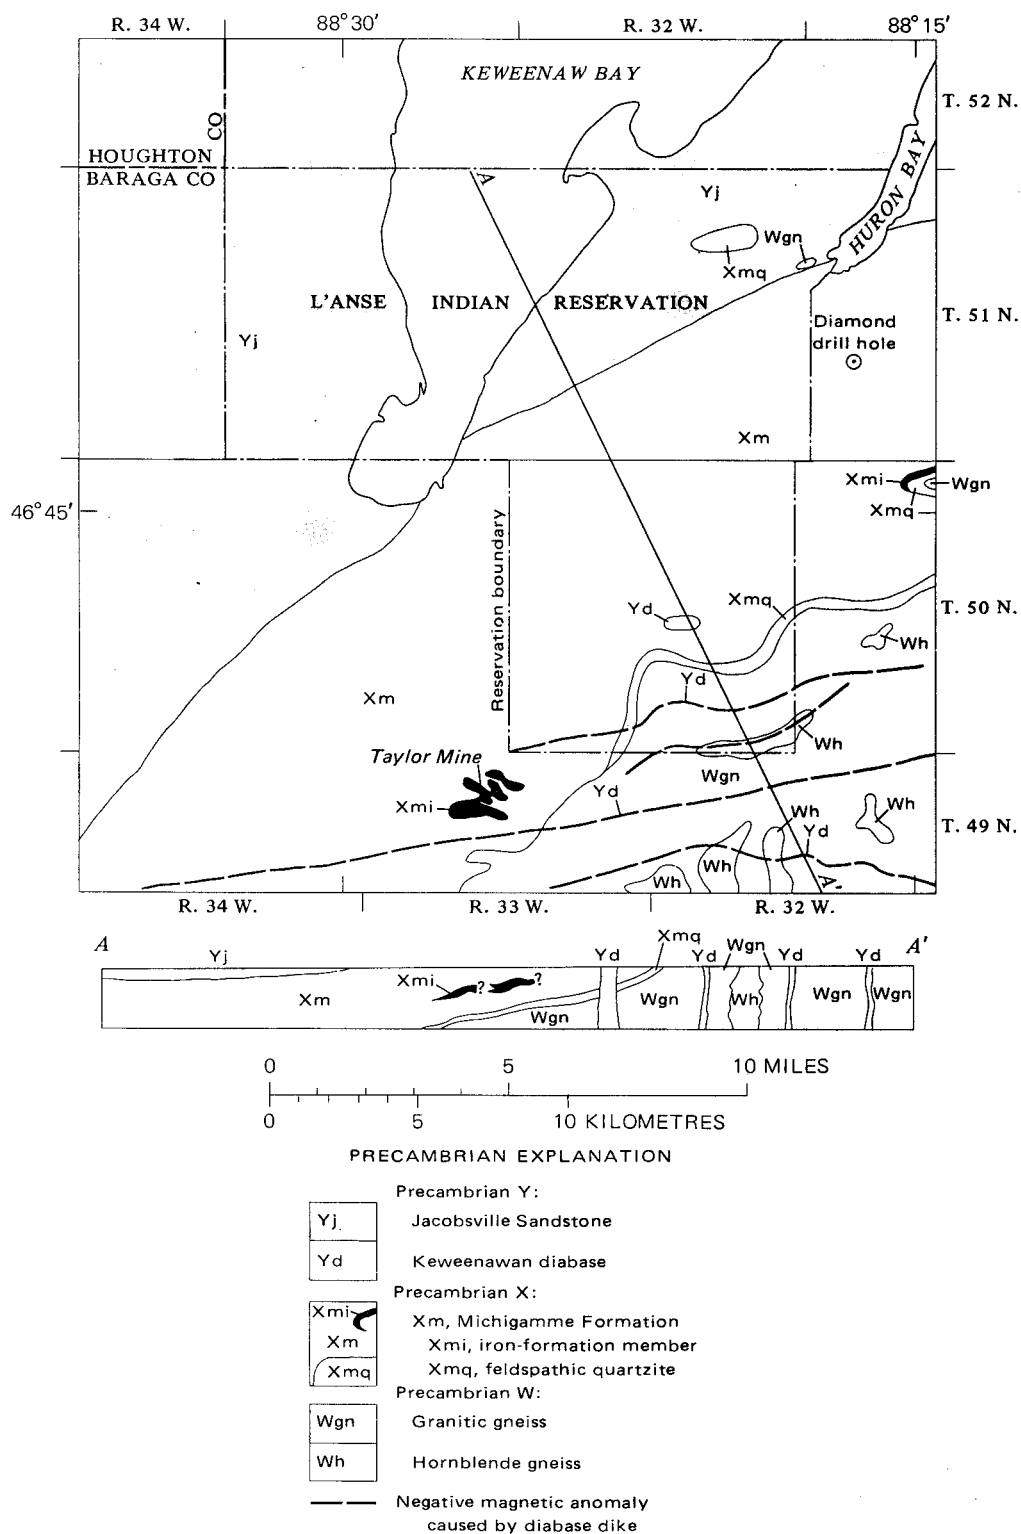 R. 34 W.
88°30'
R. 32 W.
88°15'
KEWEENAW BAY
T. 52 N.
CO
HOUGHTON
BARAGA CO
A
Yj
HURON BAY
Wgn
Xmq
L'ANSE INDIAN RESERVATION
T. 51 N.
Diamond
drill hole
Yj
Xm
Xmi
Wgn
Xmq
46°45'
Reservation boundary
Yd
Xmq
T. 50 N.
Wh
Xm
Yd
Wh
Taylor Mine
Wgn
Xmi
Yd
Wh
Wh
T. 49 N.
Yd
Wh
Wh
A'
R. 34 W.
R. 33 W.
R. 32 W.
A
Yj
Xmq
Yd
Yd
Wgn
Yd
Yd
A'
Xmi
?
?
Xm
Wgn
Wgn
Wh
Wgn
Wgn
0 5 10 MILES
0 5 10 KILOMETRES
PRECAMBRIAN EXPLANATION
Precambrian Y:
Yj Jacobsville Sandstone
Yd Keweenawan diabase
Precambrian X:
Xmi
Xm, Michigamme Formation
Xm Xmi, iron-formation member
Xmq Xmq, feldspathic quartzite
Precambrian W:
Wgn Granitic gneiss
Wh Hornblende gneiss
Negative magnetic anomaly
caused by diabase dike